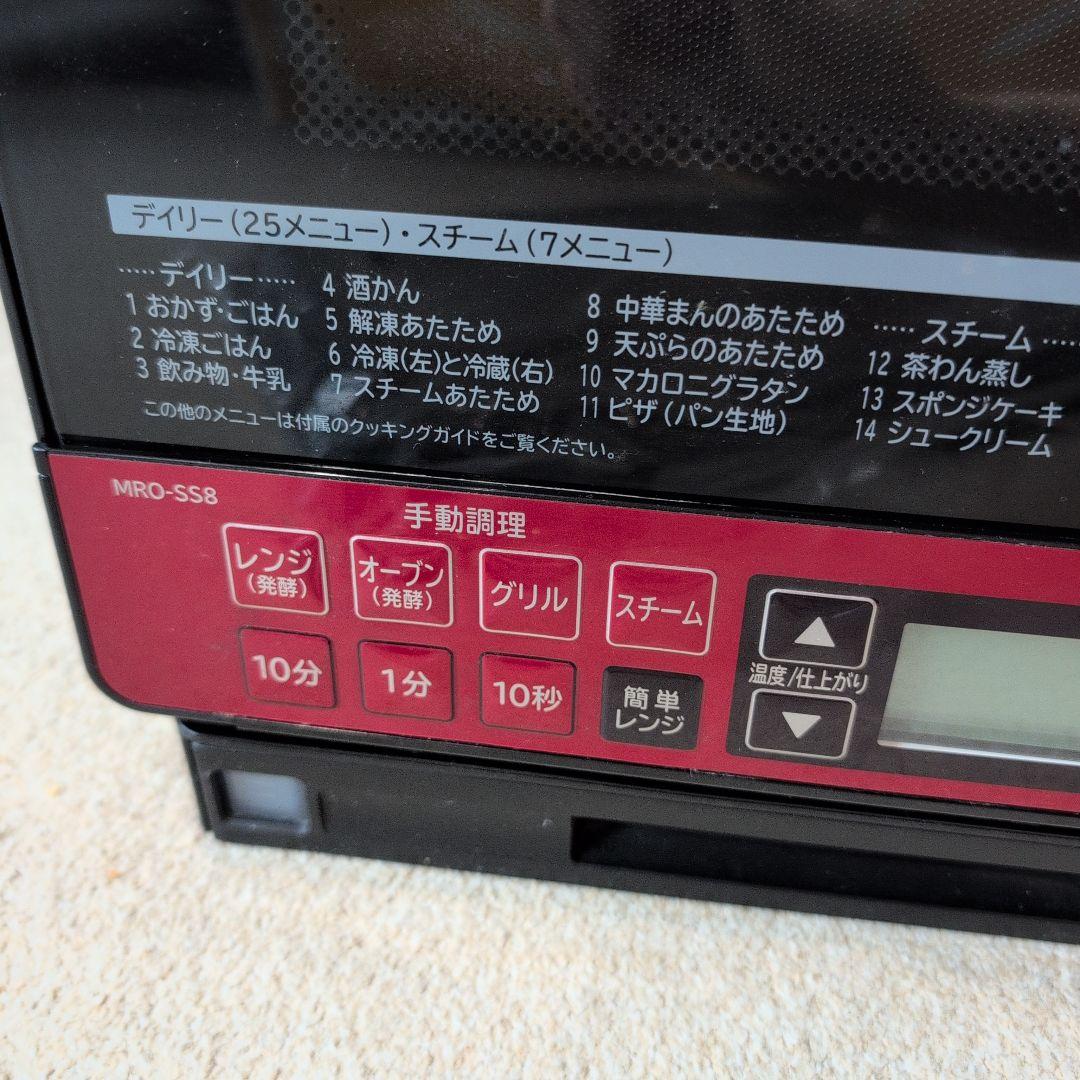 デイリー(25メニュー)・スチーム(7メニュー)
‥‥‥デイリー‥‥‥
1 おかず・ごはん
2 冷凍ごはん
3 飲み物・牛乳
4 酒かん
5 解凍あたため
6 冷凍(左)と冷蔵(右)
7 スチームあたため
8 中華まんのあたため
9 天ぷらのあたため
10 マカロニグラタン
11 ピザ(パン生地)
‥‥‥スチーム‥‥‥
12 茶わん蒸し
13 スポンジケーキ
14 シュークリーム
この他のメニューは付属のクッキングガイドをご覧ください。
MRO-SS8
手動調理
レンジ
(発酵)
オーブン
(発酵)
グリル
スチーム
10分
1分
10秒
簡単
レンジ
▲
温度/仕上がり
▼